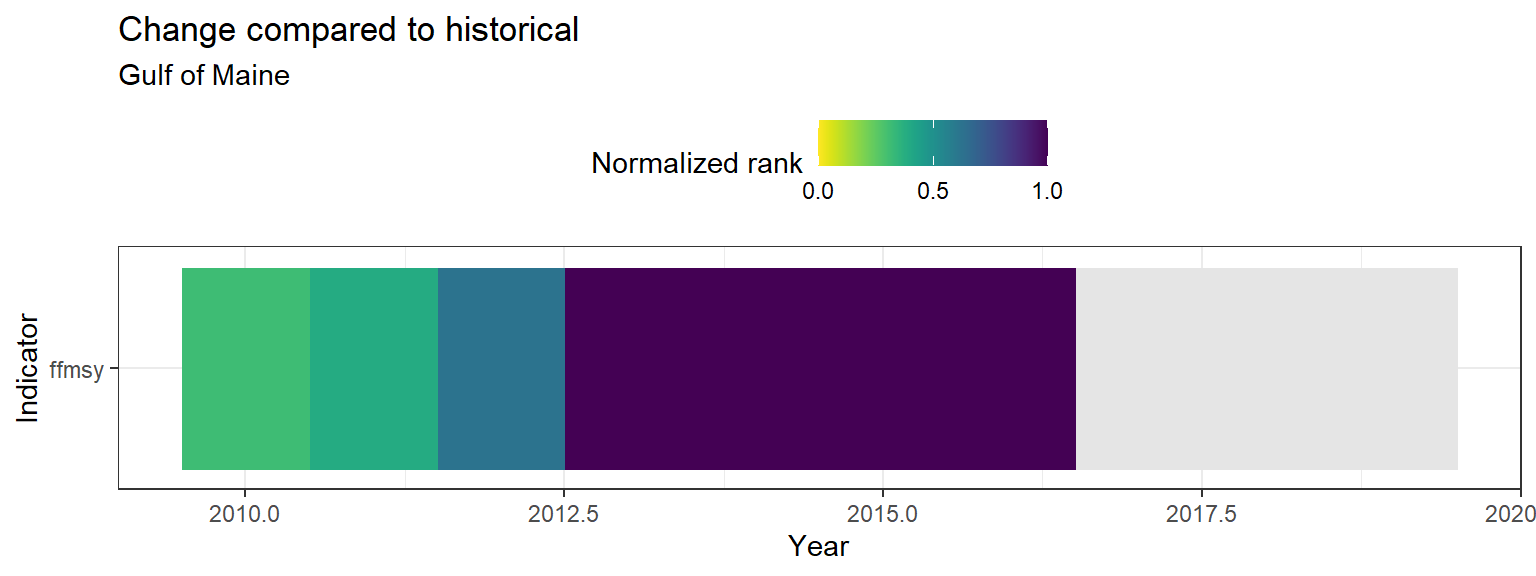 Change compared to historical
Gulf of Maine
Normalized rank
0.0 0.5 1.0
Indicator
ffmsy
2010.0 2012.5 2015.0 2017.5 2020
Year